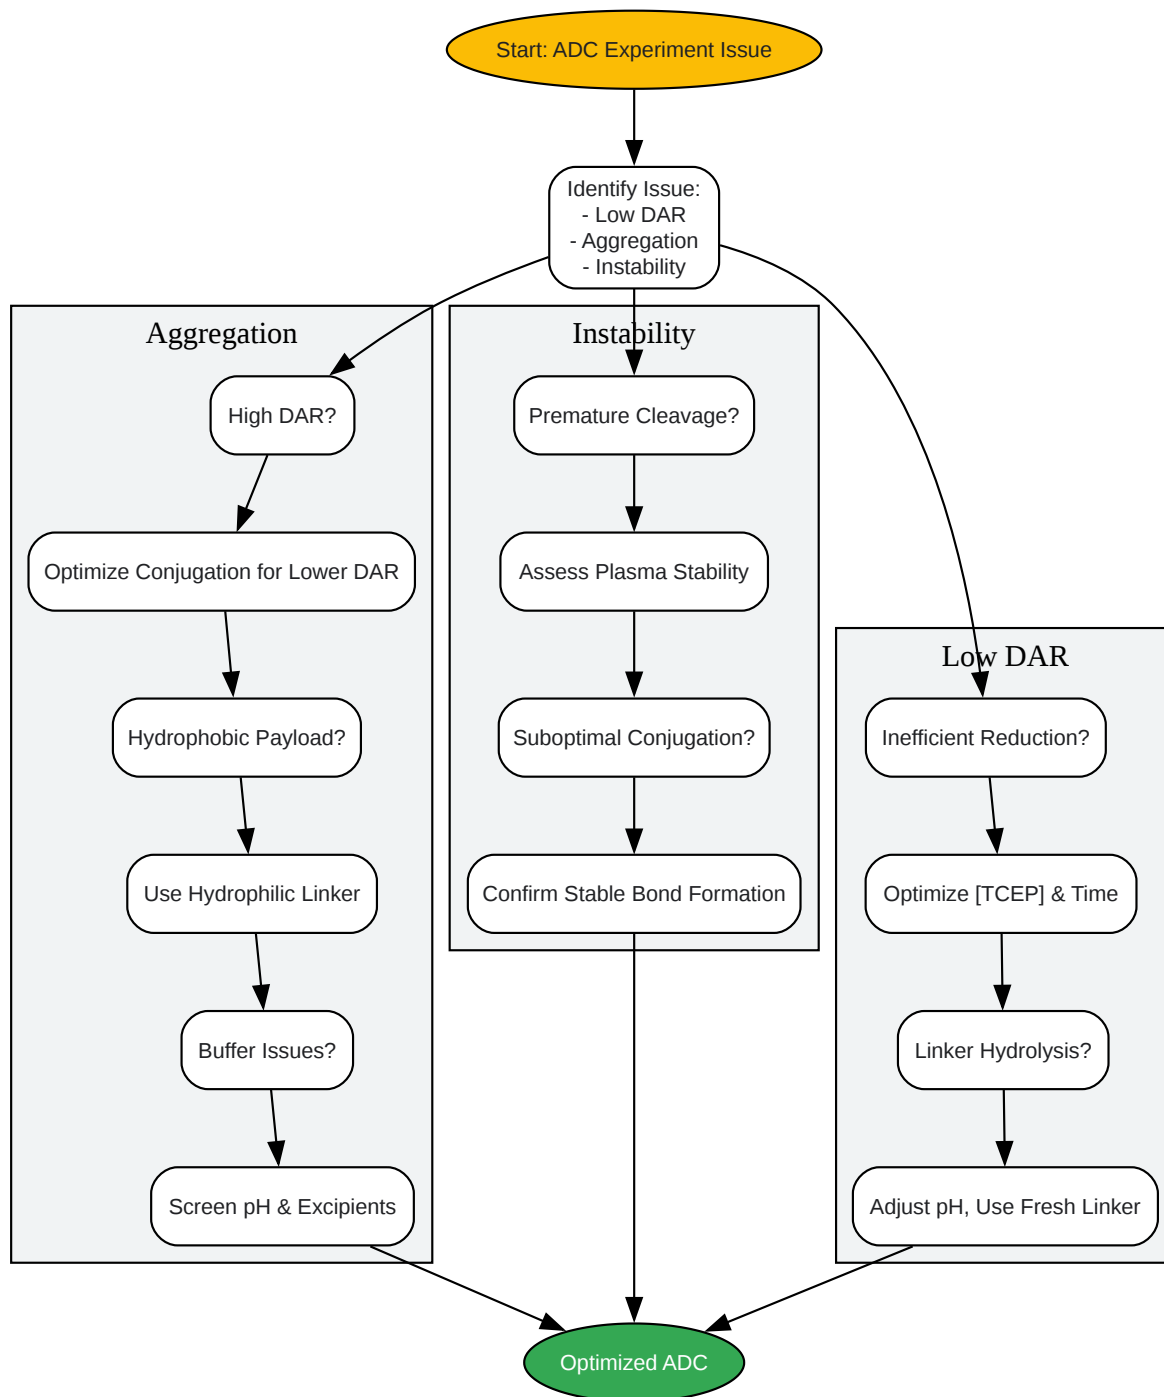 Start: ADC Experiment Issue
Identify Issue:
- Low DAR
- Aggregation
- Instability
Aggregation
High DAR?
Optimize Conjugation for Lower DAR
Hydrophobic Payload?
Use Hydrophilic Linker
Buffer Issues?
Screen pH & Excipients
Instability
Premature Cleavage?
Assess Plasma Stability
Suboptimal Conjugation?
Confirm Stable Bond Formation
Low DAR
Inefficient Reduction?
Optimize [TCEP] & Time
Linker Hydrolysis?
Adjust pH, Use Fresh Linker
Optimized ADC